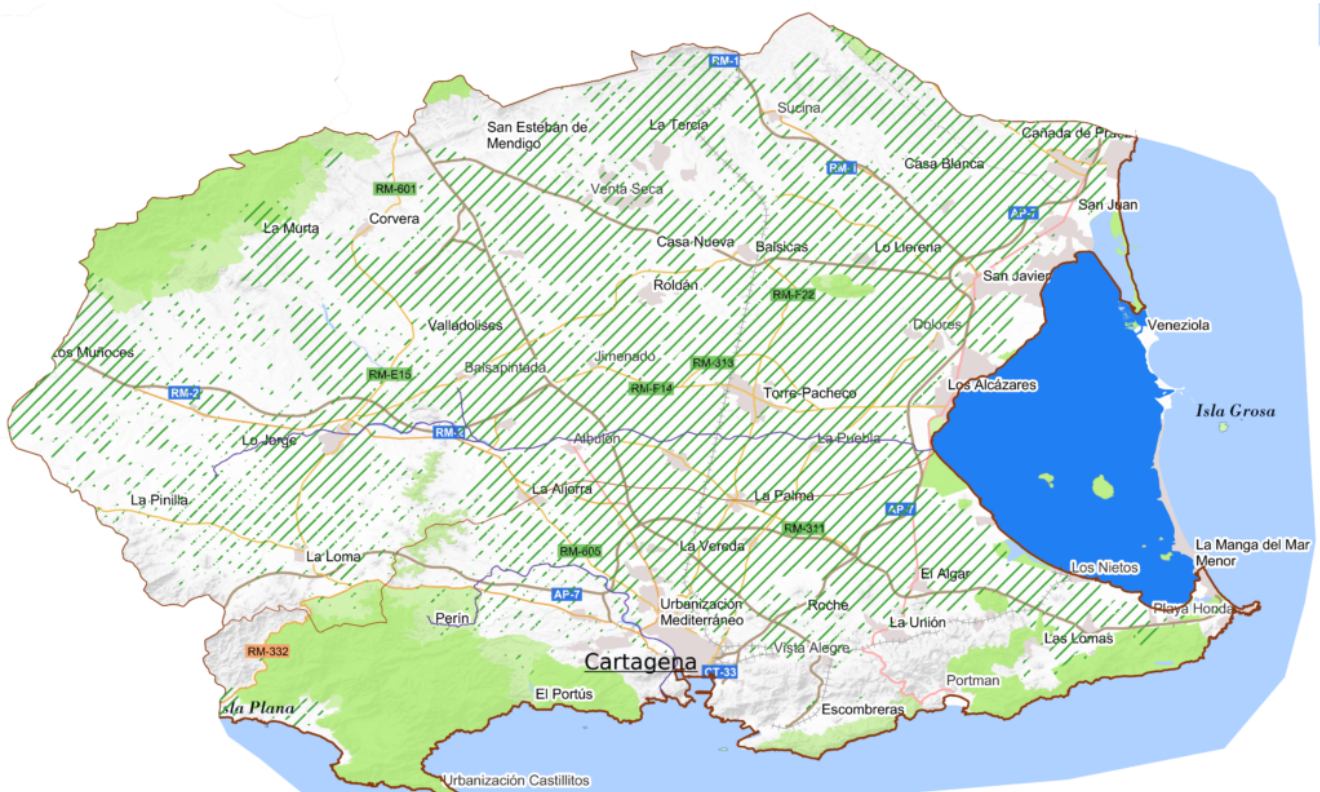 RM-1
Sucina
San Esteban de
Mendigo
La Tercia
Cañada de
Casa Blanca
RM-1
RM-601
Venta Seca
San Juan
AP-7
Corvera
La Murta
Casa Nueva
Balsicas
Lo Llerena
San Javier
Roldán
RM-F22
Valladolises
Dolores
Veneziola
Los Muñoces
Jimenado
RM-313
Balsapintada
RM-E15
RM-F14
Los Alcázares
RM-2
Torre-Pacheco
Isla Grosa
RM-2
Lo Jorge
Albujón
La Puebla
La Aljorra
La Palma
La Pinilla
AP-7
RM-311
La Vereda
RM-605
La Manga del Mar
Menor
La Loma
Los Nietos
El Algar
AP-7
Urbanización
Mediterráneo
Roche
Playa Honda
Perín
La Unión
Las Lomas
Vista Alegre
RM-332
Cartagena
CT-33
Portman
El Portús
Isla Plana
Escombreras
Urbanización Castillitos